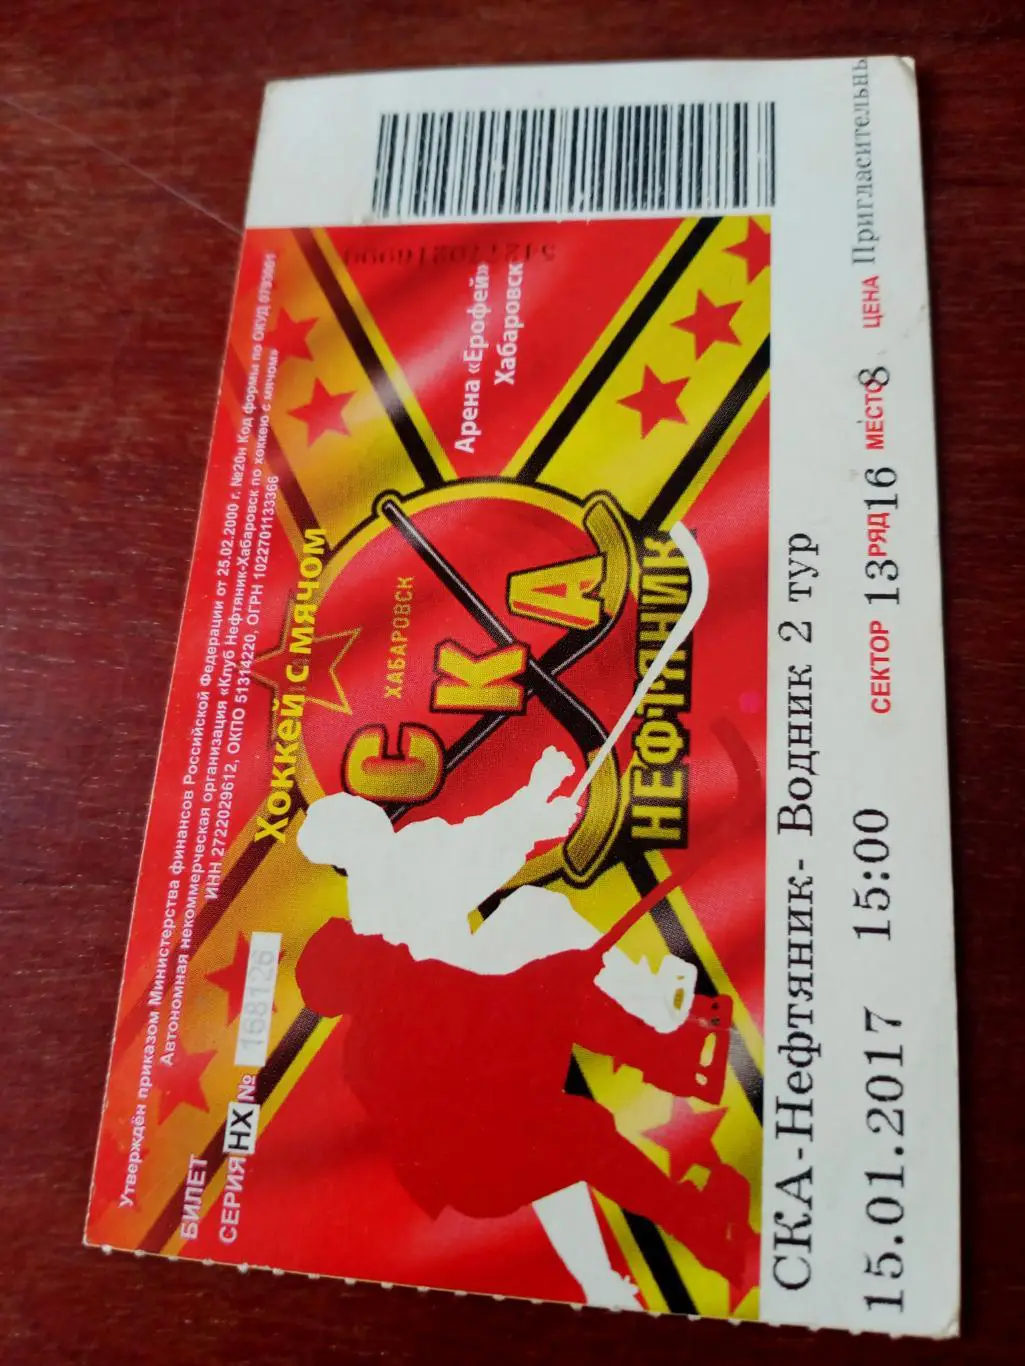 Утверждён приказом Министерства финансов Российской Федерации от 25.02.2000 г. №20н Код формы по ОКУД 0793001
Автономная некоммерческая организация «Клуб Нефтяник-Хабаровск по хоккею с мячом»
ИНН 2722029612, ОКПО 51314220, ОГРН 1022701133366
БИЛЕТ
СЕРИЯ НХ № 168126
Хоккей с мячом
Арена «Ерофей»
Хабаровск
ХАБАРОВСК
СКА
НЕФТЯНИК
СКА-Нефтяник- Водник 2 тур
СЕКТОР 13 РЯД 16 МЕСТО 8 ЦЕНА Пригласительны
15.01.2017 15:00